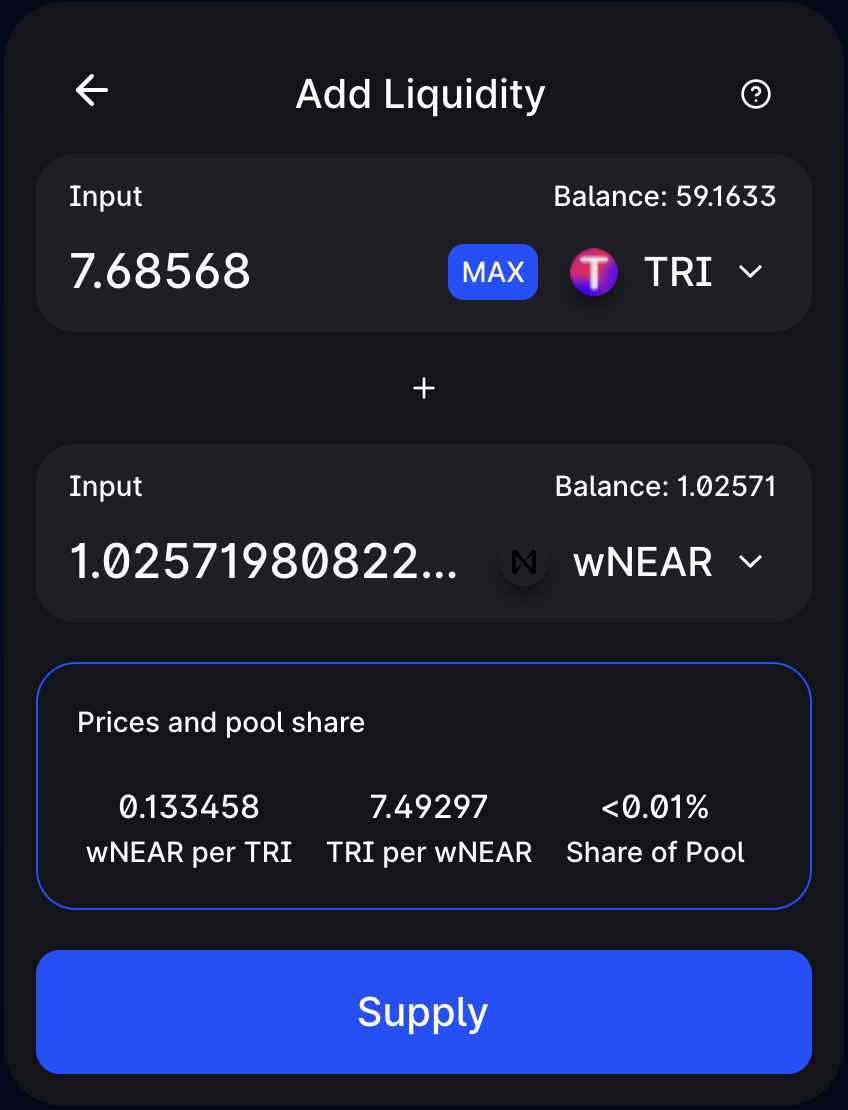 Add Liquidity
Input Balance: 59.1633
7.68568 MAX TRI
+
Input Balance: 1.02571
1.02571980822... wNEAR
Prices and pool share
0.133458 7.49297 <0.01%
wNEAR per TRI TRI per wNEAR Share of Pool
Supply